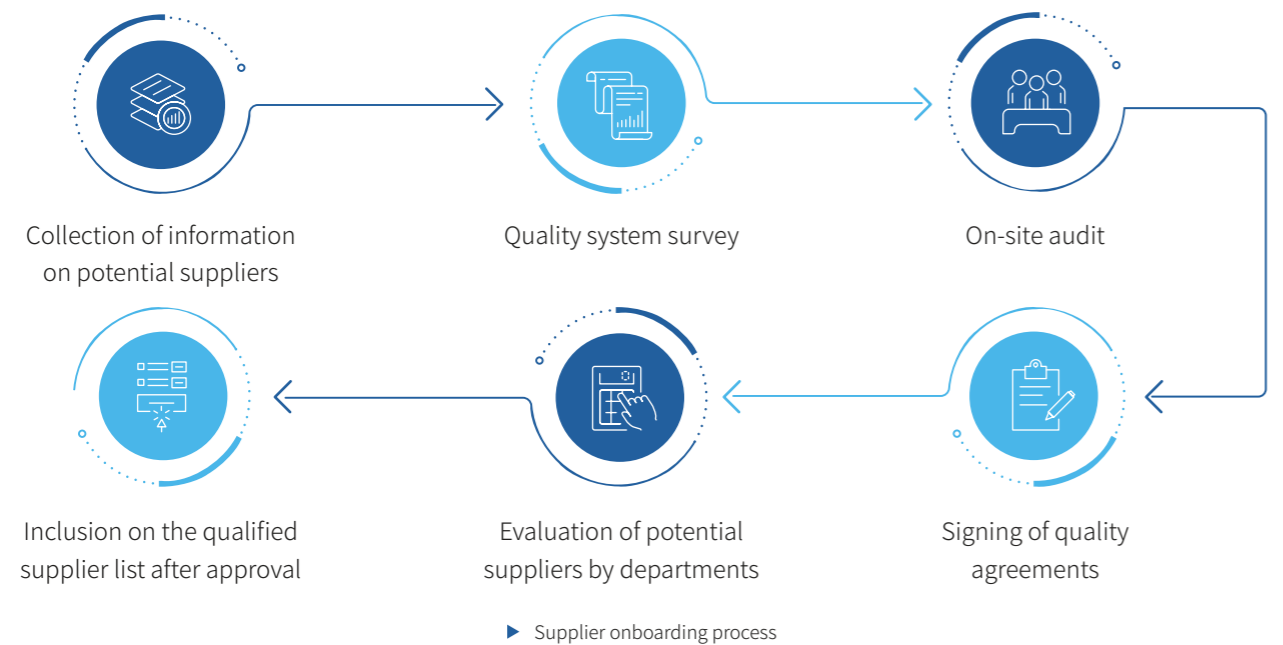 Collection of information
on potential suppliers
Quality system survey
On-site audit
Inclusion on the qualified
supplier list after approval
Evaluation of potential
suppliers by departments
Signing of quality
agreements
Supplier onboarding process